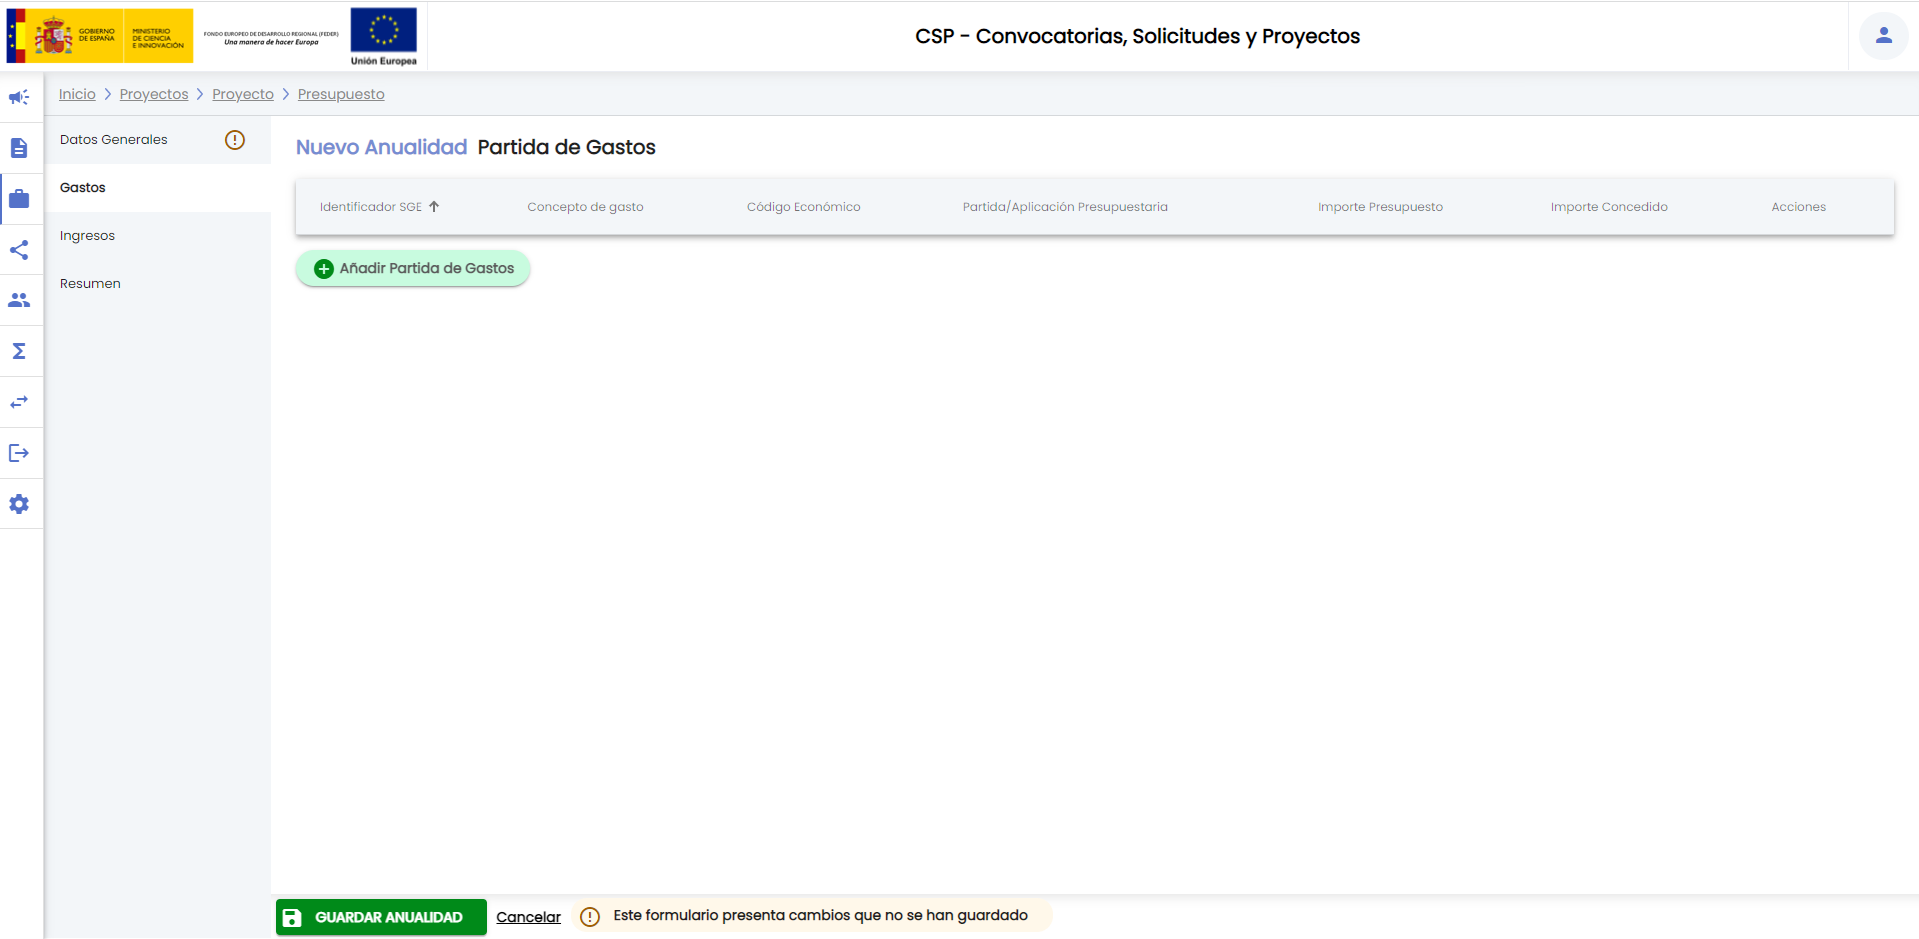 GOBIERNO
DE ESPAÑA
MINISTERIO
DE CIENCIA
E INNOVACIÓN
FONDO EUROPEO DE DESARROLLO REGIONAL (FEDER)
Una manera de hacer Europa
Unión Europea
CSP - Convocatorias, Solicitudes y Proyectos
Inicio > Proyectos > Proyecto > Presupuesto
Datos Generales
Gastos
Ingresos
Resumen
Nuevo Anualidad Partida de Gastos
Identificador SGE Concepto de gasto Código Económico Partida/Aplicación Presupuestaria Importe Presupuesto Importe Concedido Acciones
Añadir Partida de Gastos
GUARDAR ANUALIDAD Cancelar Este formulario presenta cambios que no se han guardado